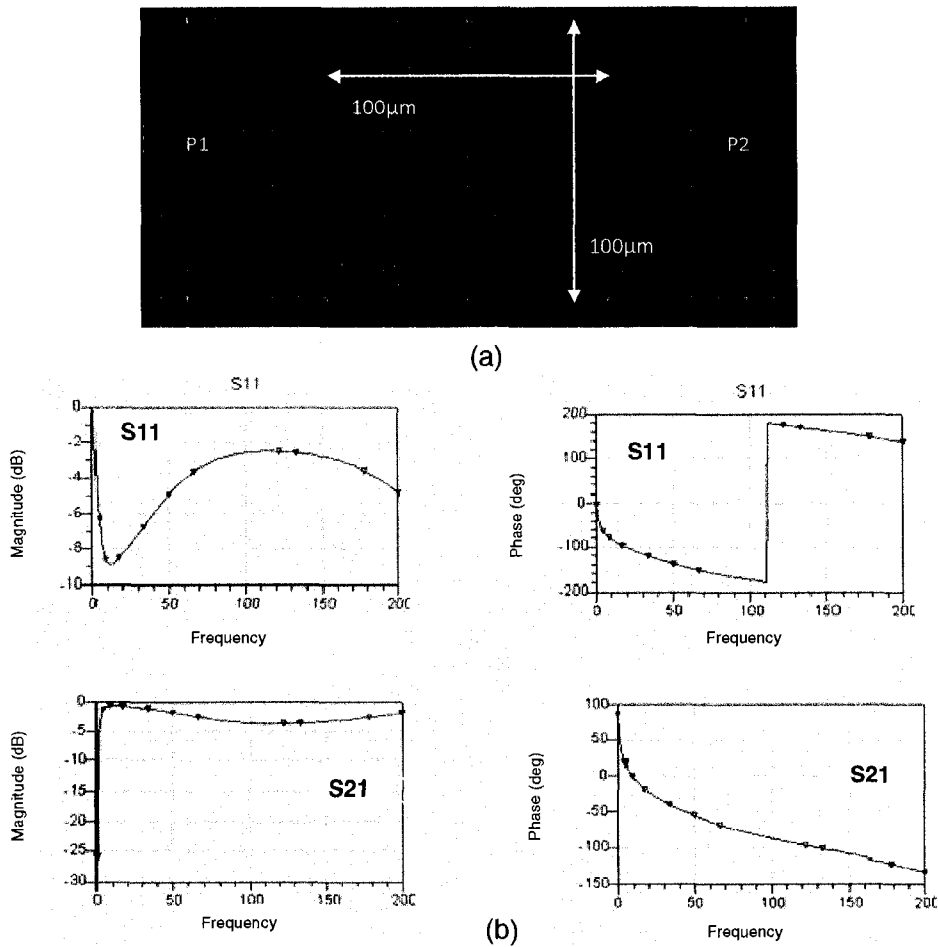 100μm
P1
P2
100μm
(a)
S11
S11
Magnitude (dB)
0
-2
-4
-6
-8
-10
0
50
100
150
200
Frequency
S11
S11
Phase (deg)
200
100
0
-100
-200
0
50
100
150
200
Frequency
S21
Magnitude (dB)
0
-5
-10
-15
-20
-25
-30
0
50
100
150
200
Frequency
S21
Phase (deg)
100
50
0
-50
-100
-150
0
50
100
150
200
Frequency
(b)